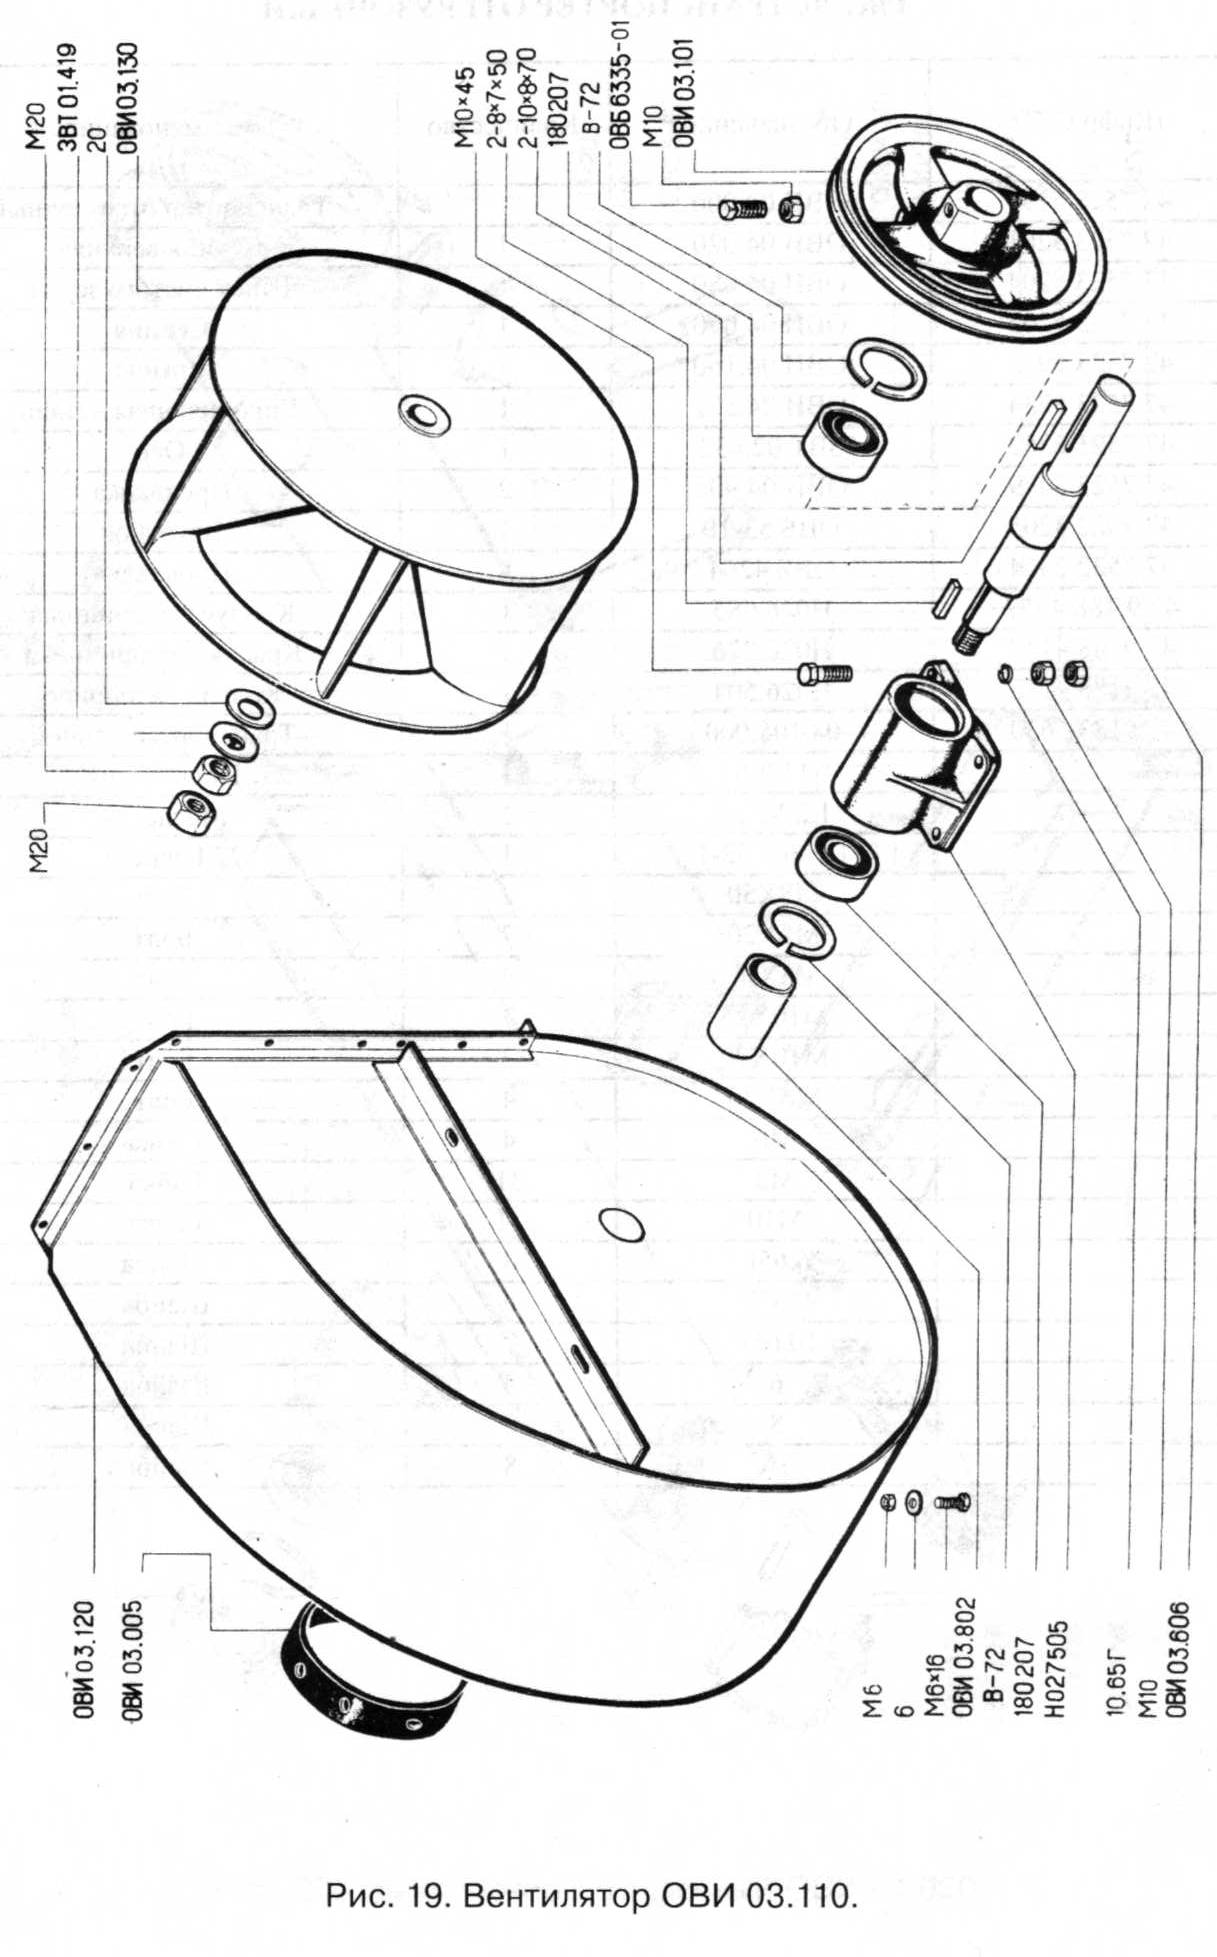 М20
ЗВТ 01.419
20
ОВИ 03.130
М10×45
2-8×7×50
2-10×8×70
180207
В-72
ОВБ 6335-01
М10
ОВИ 03.101
М20
ОВИ 03.120
ОВИ 03.005
М6
6
М6×16
ОВИ 03.802
В-72
180207
Н027505
10.65Г
М10
ОВИ 03.606
Рис. 19. Вентилятор ОВИ 03.110.